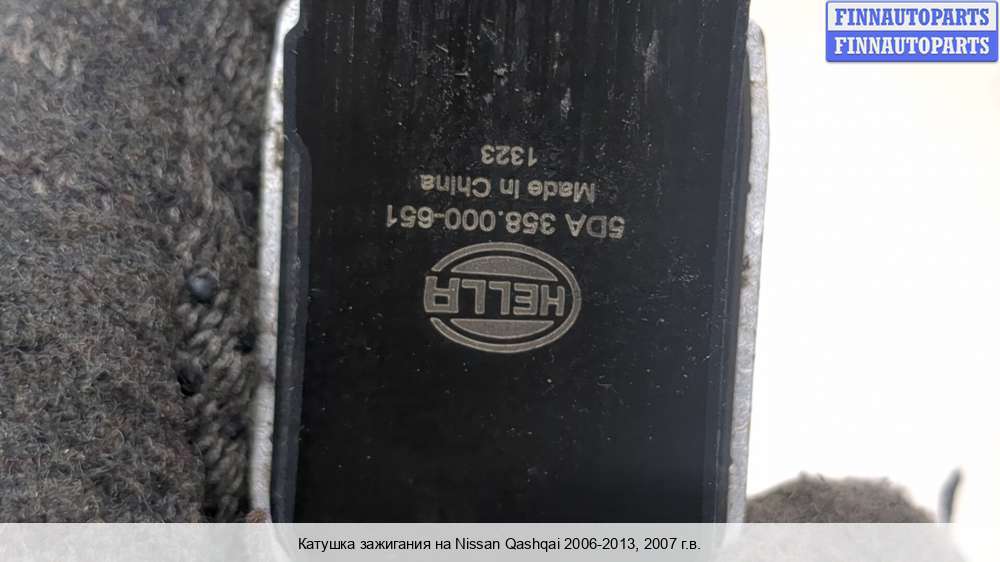 FINNAUTOPARTS
FINNAUTOPARTS
HELLA
5DA 358.000-651
Made in China
1323
Катушка зажигания на Nissan Qashqai 2006-2013, 2007 г.в.